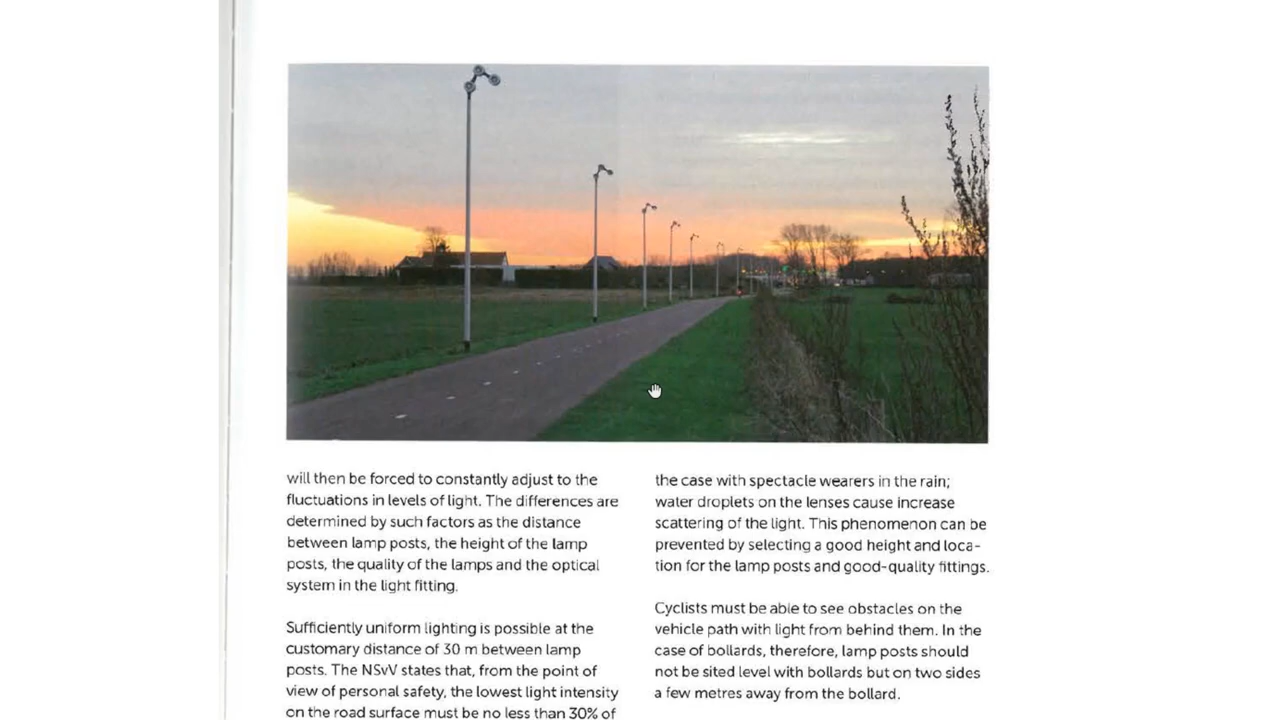 will then be forced to constantly adjust to the
fluctuations in levels of light. The differences are
determined by such factors as the distance
between lamp posts, the height of the lamp
posts, the quality of the lamps and the optical
system in the light fitting.
Sufficiently uniform lighting is possible at the
customary distance of 30 m between lamp
posts. The NSvV states that, from the point of
view of personal safety, the lowest light intensity
on the road surface must be no less than 30% of
the case with spectacle wearers in the rain;
water droplets on the lenses cause increase
scattering of the light. This phenomenon can be
prevented by selecting a good height and loca-
tion for the lamp posts and good-quality fittings.
Cyclists must be able to see obstacles on the
vehicle path with light from behind them. In the
case of bollards, therefore, lamp posts should
not be sited level with bollards but on two sides
a few metres away from the bollard.